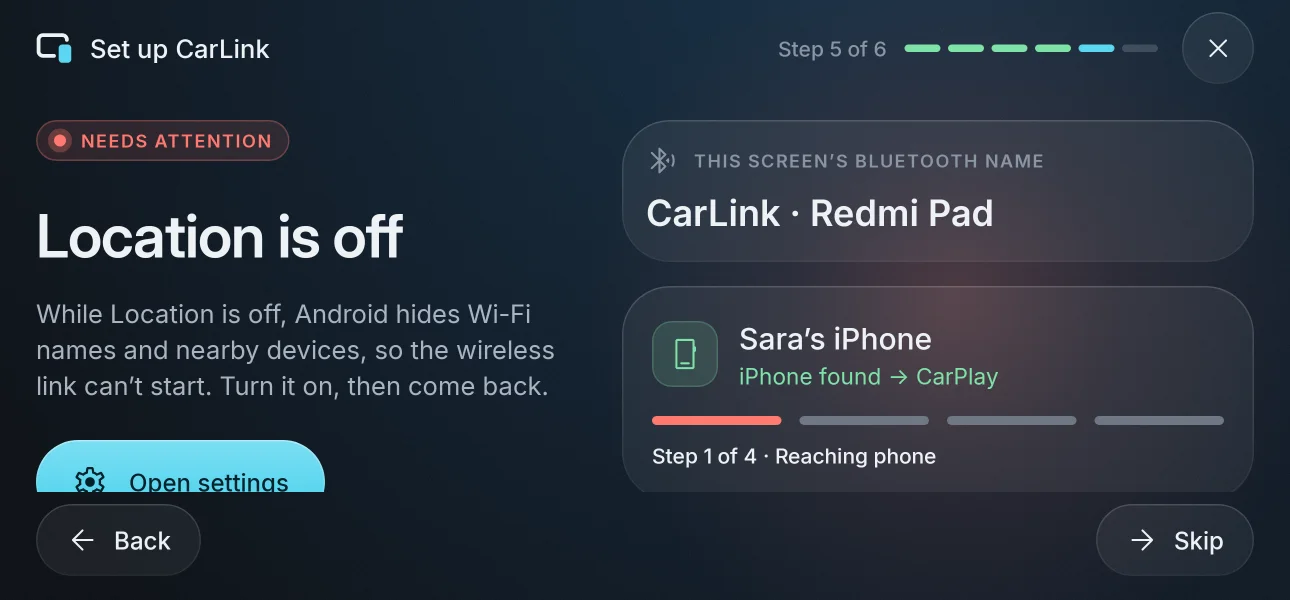 Set up CarLink
Step 5 of 6
NEEDS ATTENTION
Location is off
While Location is off, Android hides Wi-Fi
names and nearby devices, so the wireless
link can’t start. Turn it on, then come back.
Open settings
THIS SCREEN’S BLUETOOTH NAME
CarLink · Redmi Pad
Sara’s iPhone
iPhone found → CarPlay
Step 1 of 4 · Reaching phone
Back
Skip